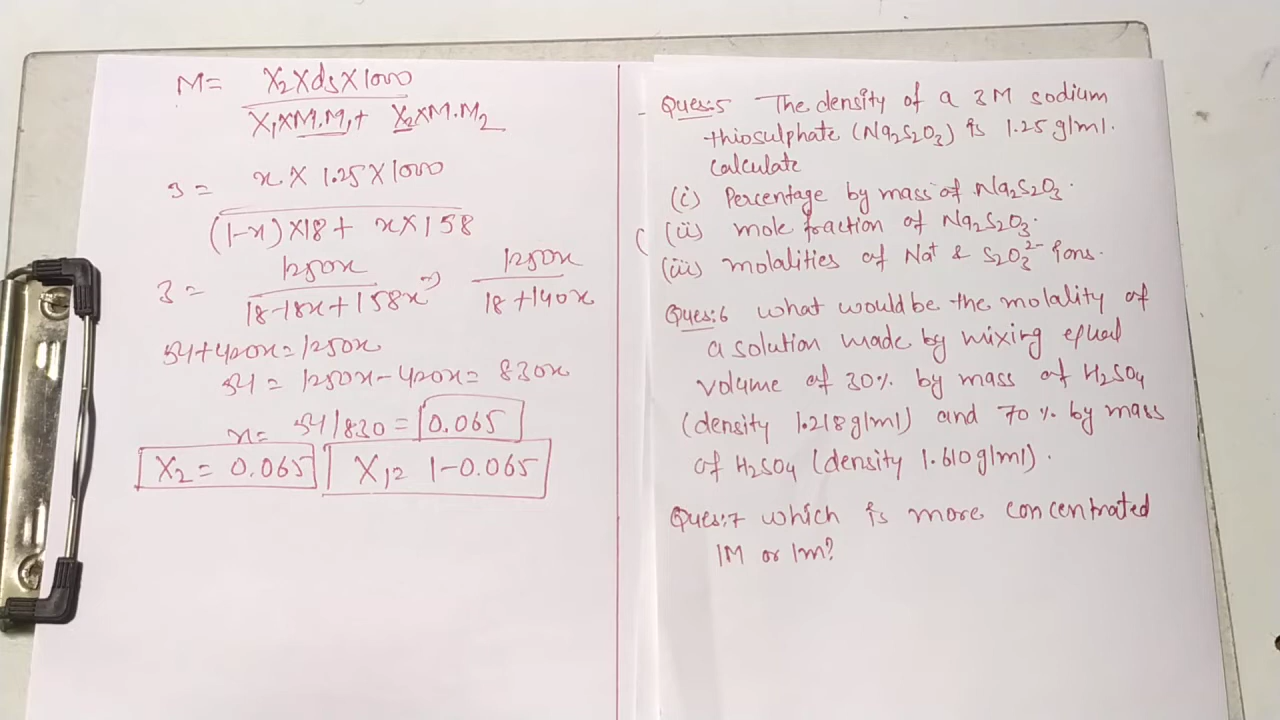 M = X2 X ds X 1000
X1 X M.M1 + X2 X M.M2
3 = x X 1.25 X 1000
(1-x) X 18 + x X 158
3 = 1250x / 18-18x+158x ⇒ 1250x / 18+140x
54+420x = 1250x
54 = 1250x - 420x = 830x
x = 54/830 = 0.065
X2 = 0.065 X1 = 1-0.065
Ques:5 The density of a 3M sodium
thiosulphate (Na2S2O3) is 1.25 g/ml.
Calculate
(i) Percentage by mass of Na2S2O3.
(ii) mole fraction of Na2S2O3.
(iii) molalities of Na+ & S2O3 2- ions.
Ques:6 what would be the molality of
a solution made by mixing equal
volume of 30% by mass of H2SO4
(density 1.218 g/ml) and 70% by mass
of H2SO4 (density 1.610 g/ml).
Ques:7 which is more concentrated
1M or 1m?